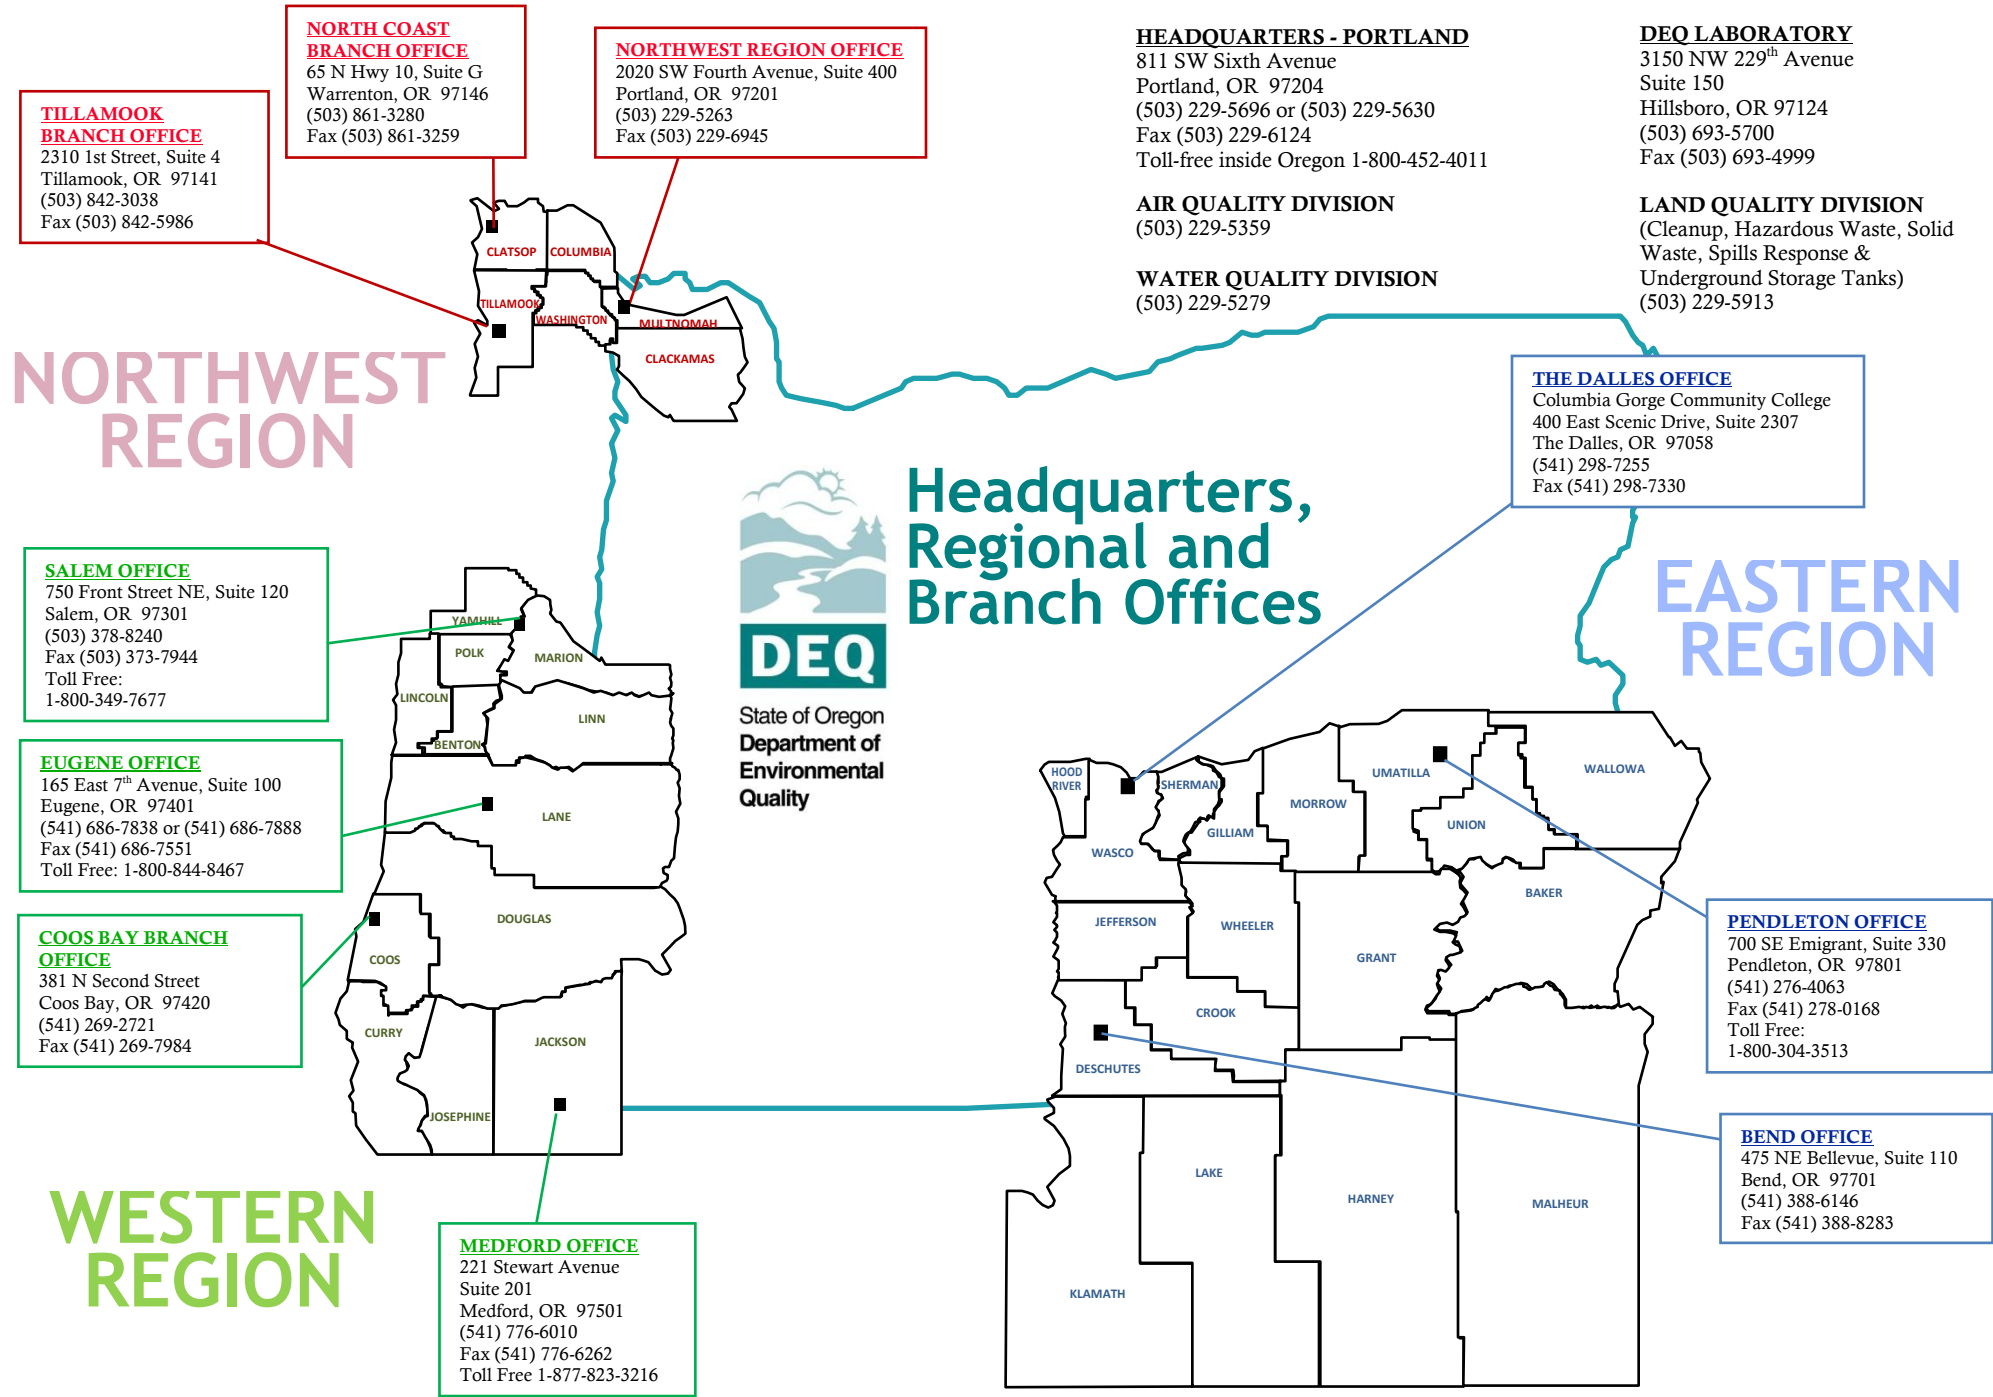 NORTH COAST
BRANCH OFFICE
65 N Hwy 10, Suite G
Warrenton, OR 97146
(503) 861-3280
Fax (503) 861-3259
NORTHWEST REGION OFFICE
2020 SW Fourth Avenue, Suite 400
Portland, OR 97201
(503) 229-5263
Fax (503) 229-6945
HEADQUARTERS - PORTLAND
811 SW Sixth Avenue
Portland, OR 97204
(503) 229-5696 or (503) 229-5630
Fax (503) 229-6124
Toll-free inside Oregon 1-800-452-4011
AIR QUALITY DIVISION
(503) 229-5359
WATER QUALITY DIVISION
(503) 229-5279
DEQ LABORATORY
3150 NW 229th Avenue
Suite 150
Hillsboro, OR 97124
(503) 693-5700
Fax (503) 693-4999
LAND QUALITY DIVISION
(Cleanup, Hazardous Waste, Solid
Waste, Spills Response &
Underground Storage Tanks)
(503) 229-5913
TILLAMOOK
BRANCH OFFICE
2310 1st Street, Suite 4
Tillamook, OR 97141
(503) 842-3038
Fax (503) 842-5986
CLATSOP
COLUMBIA
TILLAMOOK
WASHINGTON
MULTNOMAH
CLACKAMAS
NORTHWEST
REGION
THE DALLES OFFICE
Columbia Gorge Community College
400 East Scenic Drive, Suite 2307
The Dalles, OR 97058
(541) 298-7255
Fax (541) 298-7330
Headquarters,
Regional and
Branch Offices
DEQ
State of Oregon
Department of
Environmental
Quality
EASTERN
REGION
SALEM OFFICE
750 Front Street NE, Suite 120
Salem, OR 97301
(503) 378-8240
Fax (503) 373-7944
Toll Free:
1-800-349-7677
EUGENE OFFICE
165 East 7th Avenue, Suite 100
Eugene, OR 97401
(541) 686-7838 or (541) 686-7888
Fax (541) 686-7551
Toll Free: 1-800-844-8467
COOS BAY BRANCH
OFFICE
381 N Second Street
Coos Bay, OR 97420
(541) 269-2721
Fax (541) 269-7984
YAMHILL
POLK
MARION
LINCOLN
LINN
BENTON
LANE
DOUGLAS
COOS
CURRY
JACKSON
JOSEPHINE
WESTERN
REGION
MEDFORD OFFICE
221 Stewart Avenue
Suite 201
Medford, OR 97501
(541) 776-6010
Fax (541) 776-6262
Toll Free 1-877-823-3216
HOOD
RIVER
SHERMAN
UMATILLA
WALLOWA
MORROW
GILLIAM
UNION
WASCO
BAKER
JEFFERSON
WHEELER
GRANT
CROOK
DESCHUTES
LAKE
HARNEY
MALHEUR
KLAMATH
PENDLETON OFFICE
700 SE Emigrant, Suite 330
Pendleton, OR 97801
(541) 276-4063
Fax (541) 278-0168
Toll Free:
1-800-304-3513
BEND OFFICE
475 NE Bellevue, Suite 110
Bend, OR 97701
(541) 388-6146
Fax (541) 388-8283